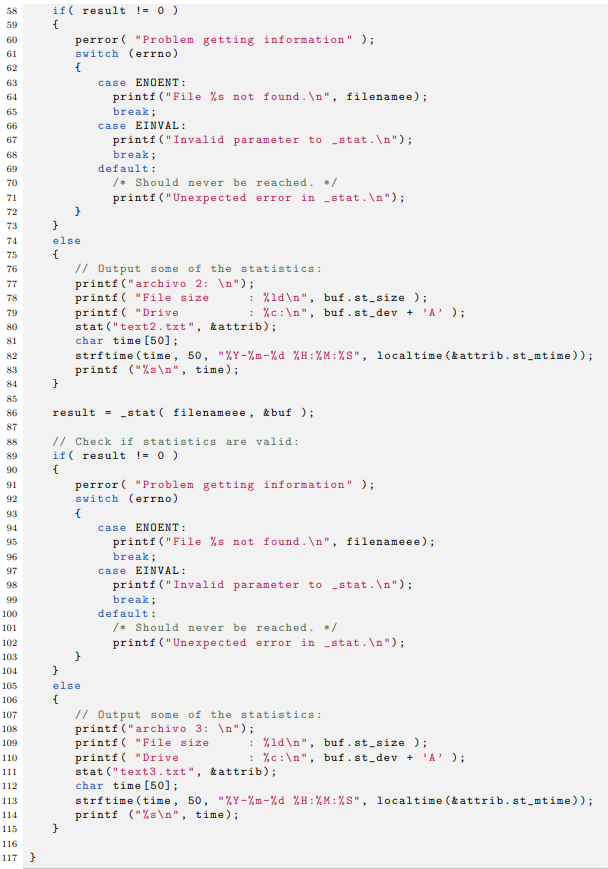 58 if( result != 0 )
59 {
60 perror( "Problem getting information" );
61 switch (errno)
62 {
63 case ENOENT:
64 printf("File %s not found.\n", filenamee);
65 break;
66 case EINVAL:
67 printf("Invalid parameter to _stat.\n");
68 break;
69 default:
70 /* Should never be reached. */
71 printf("Unexpected error in _stat.\n");
72 }
73 }
74 else
75 {
76 // Output some of the statistics:
77 printf("archivo 2: \n");
78 printf( "File size     : %ld\n", buf.st_size );
79 printf( "Drive         : %c:\n", buf.st_dev + 'A' );
80 stat("text2.txt", &attrib);
81 char time[50];
82 strftime(time, 50, "%Y-%m-%d %H:%M:%S", localtime(&attrib.st_mtime));
83 printf ("%s\n", time);
84 }
85
86 result = _stat( filenameee, &buf );
87
88 // Check if statistics are valid:
89 if( result != 0 )
90 {
91 perror( "Problem getting information" );
92 switch (errno)
93 {
94 case ENOENT:
95 printf("File %s not found.\n", filenameee);
96 break;
97 case EINVAL:
98 printf("Invalid parameter to _stat.\n");
99 break;
100 default:
101 /* Should never be reached. */
102 printf("Unexpected error in _stat.\n");
103 }
104 }
105 else
106 {
107 // Output some of the statistics:
108 printf("archivo 3: \n");
109 printf( "File size     : %ld\n", buf.st_size );
110 printf( "Drive         : %c:\n", buf.st_dev + 'A' );
111 stat("text3.txt", &attrib);
112 char time[50];
113 strftime(time, 50, "%Y-%m-%d %H:%M:%S", localtime(&attrib.st_mtime));
114 printf ("%s\n", time);
115 }
116
117 }